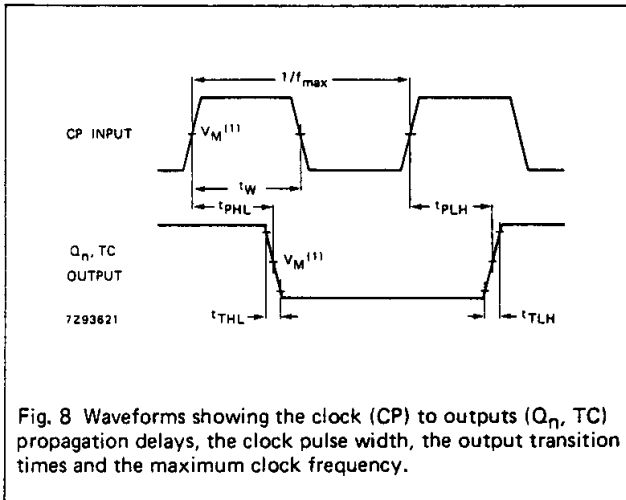 1/fmax
CP INPUT
VM(1)
tW
tPHL
tPLH
Qn, TC
OUTPUT
VM(1)
7Z93621
tTHL
tTLH
Fig. 8 Waveforms showing the clock (CP) to outputs (Qn, TC)
propagation delays, the clock pulse width, the output transition
times and the maximum clock frequency.